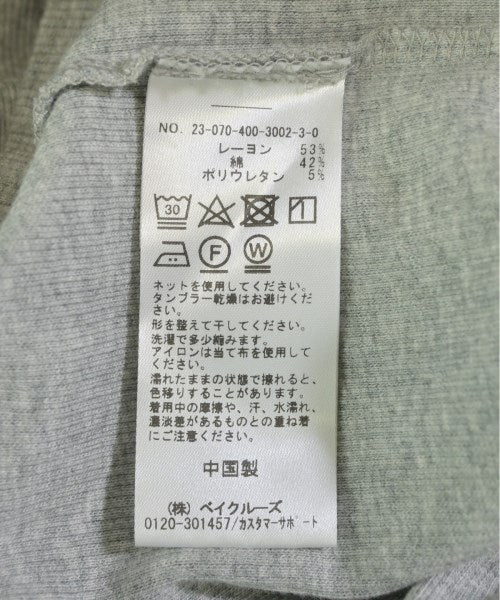 NO. 23-070-400-3002-3-0
レーヨン 53%
綿 42%
ポリウレタン 5%
30
F W
ネットを使用してください。
タンブラー乾燥はお避けくだ
さい。
形を整えて干してください。
洗濯で多少縮みます。
アイロンは当て布を使用して
ください。
濡れたままの状態で擦れると、
色移りすることがあります。
着用中の摩擦や、汗、水濡れ、
濃淡差があるものとの重ね着
にご注意ください。
中国製
(株) ベイクルーズ
0120-301457/カスタマーサポート